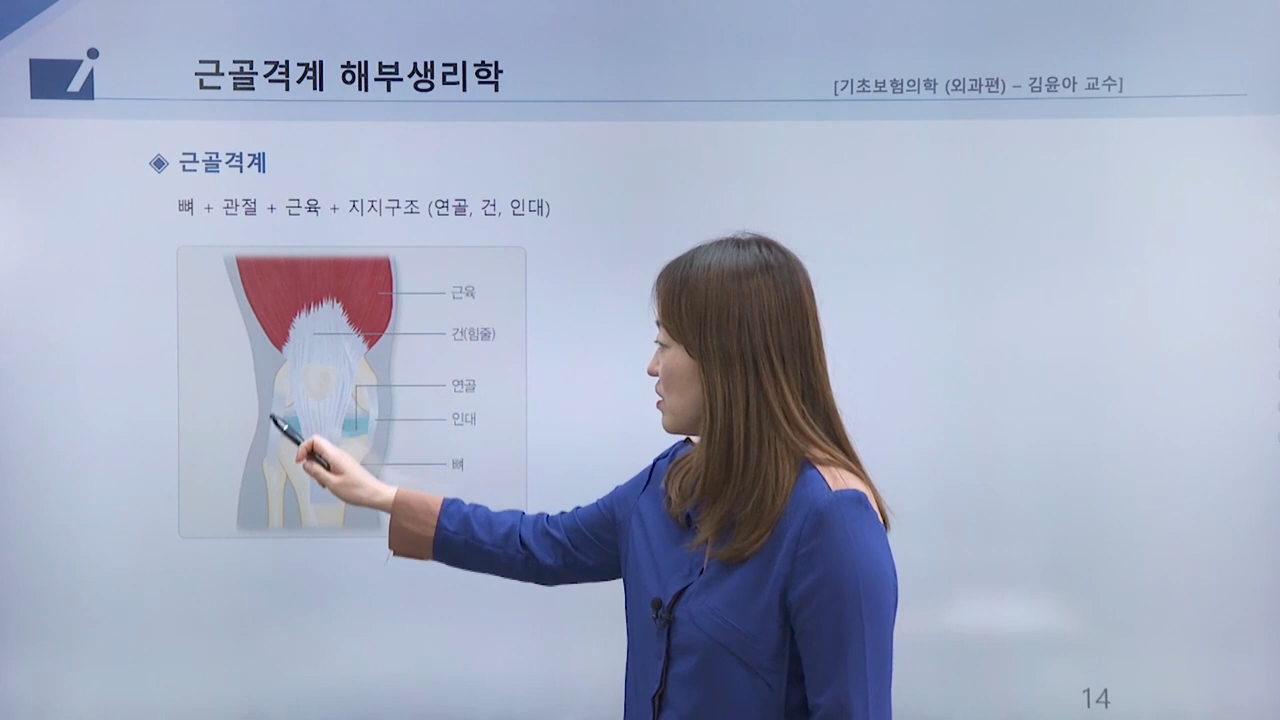 근골격계 해부생리학
[기초보험의학 (외과편) – 김윤아 교수]
◈ 근골격계
뼈 + 관절 + 근육 + 지지구조 (연골, 건, 인대)
근육
건(힘줄)
연골
인대
뼈
14